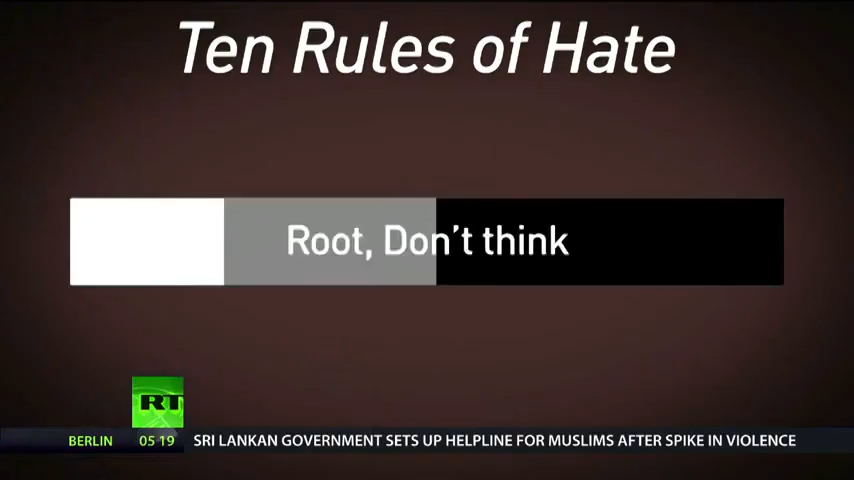 Ten Rules of Hate
Root, Don't think
RT
BERLIN 05:19 SRI LANKAN GOVERNMENT SETS UP HELPLINE FOR MUSLIMS AFTER SPIKE IN VIOLENCE